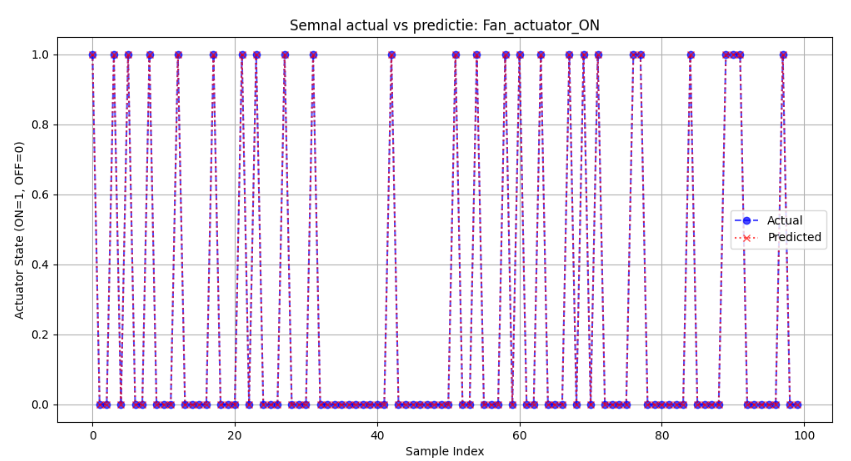 Semnal actual vs predictie: Fan_actuator_ON
Actuator State (ON=1, OFF=0)
1.0
0.8
0.6
0.4
0.2
0.0
Actual
Predicted
0 20 40 60 80 100
Sample Index